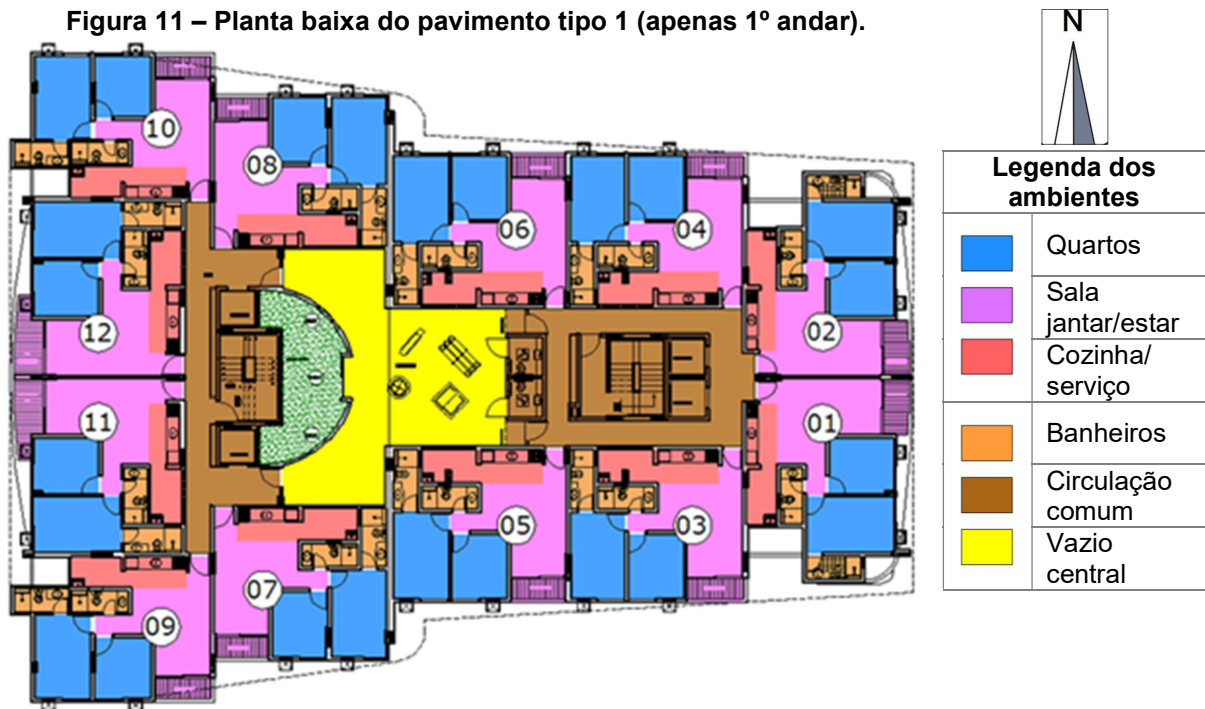 Figura 11 – Planta baixa do pavimento tipo 1 (apenas 1º andar).
N
10
08
06
04
02
12
11
01
05
03
07
09
Legenda dos
ambientes
Quartos
Sala
jantar/estar
Cozinha/
serviço
Banheiros
Circulação
comum
Vazio
central